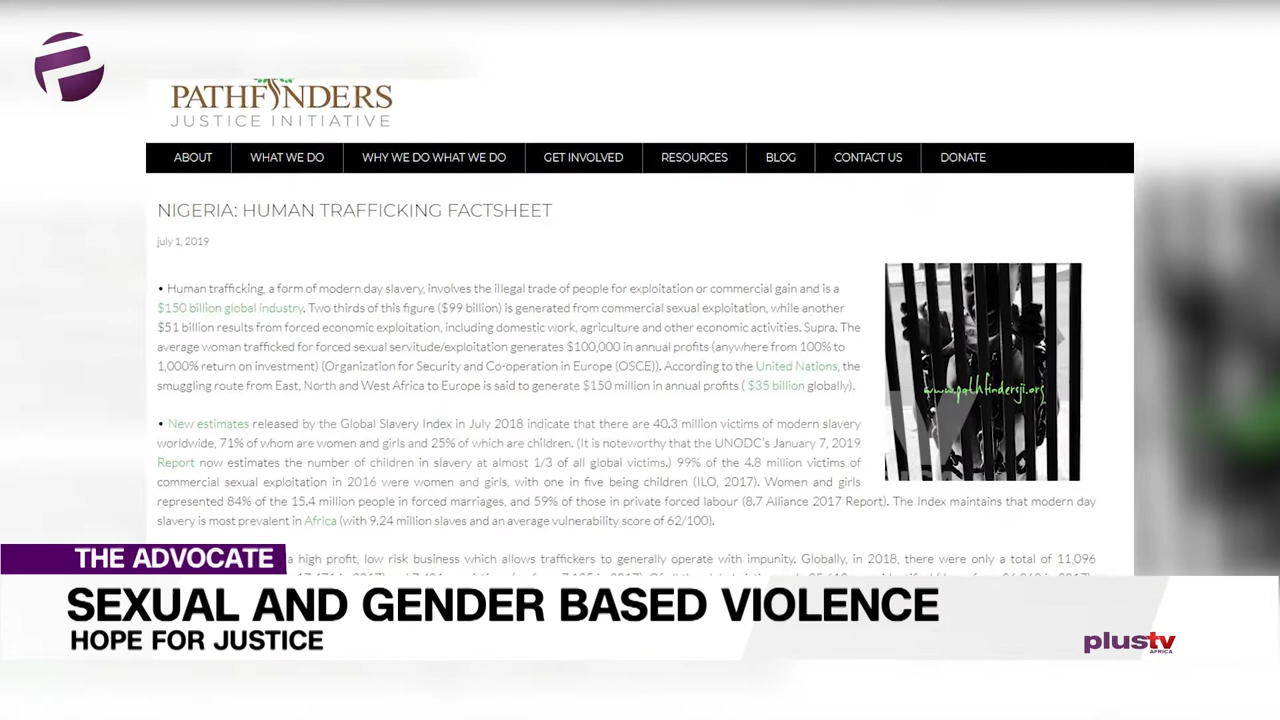 PATHFINDERS
JUSTICE INITIATIVE
ABOUT WHAT WE DO WHY WE DO WHAT WE DO GET INVOLVED RESOURCES BLOG CONTACT US DONATE
NIGERIA: HUMAN TRAFFICKING FACTSHEET
july 1, 2019
• Human trafficking, a form of modern day slavery, involves the illegal trade of people for exploitation or commercial gain and is a
$150 billion global industry. Two thirds of this figure ($99 billion) is generated from commercial sexual exploitation, while another
$51 billion results from forced economic exploitation, including domestic work, agriculture and other economic activities. Supra. The
average woman trafficked for forced sexual servitude/exploitation generates $100,000 in annual profits (anywhere from 100% to
1,000% return on investment) (Organization for Security and Co-operation in Europe (OSCE)). According to the United Nations, the
smuggling route from East, North and West Africa to Europe is said to generate $150 million in annual profits ( $35 billion globally).
www.pathfindersji.org
• New estimates released by the Global Slavery Index in July 2018 indicate that there are 40.3 million victims of modern slavery
worldwide, 71% of whom are women and girls and 25% of which are children. (It is noteworthy that the UNODC's January 7, 2019
Report now estimates the number of children in slavery at almost 1/3 of all global victims.) 99% of the 4.8 million victims of
commercial sexual exploitation in 2016 were women and girls, with one in five being children (ILO, 2017). Women and girls
represented 84% of the 15.4 million people in forced marriages, and 59% of those in private forced labour (8.7 Alliance 2017 Report). The Index maintains that modern day
slavery is most prevalent in Africa (with 9.24 million slaves and an average vulnerability score of 62/100).
a high profit, low risk business which allows traffickers to generally operate with impunity. Globally, in 2018, there were only a total of 11,096
THE ADVOCATE
SEXUAL AND GENDER BASED VIOLENCE
HOPE FOR JUSTICE
plustv
AFRICA